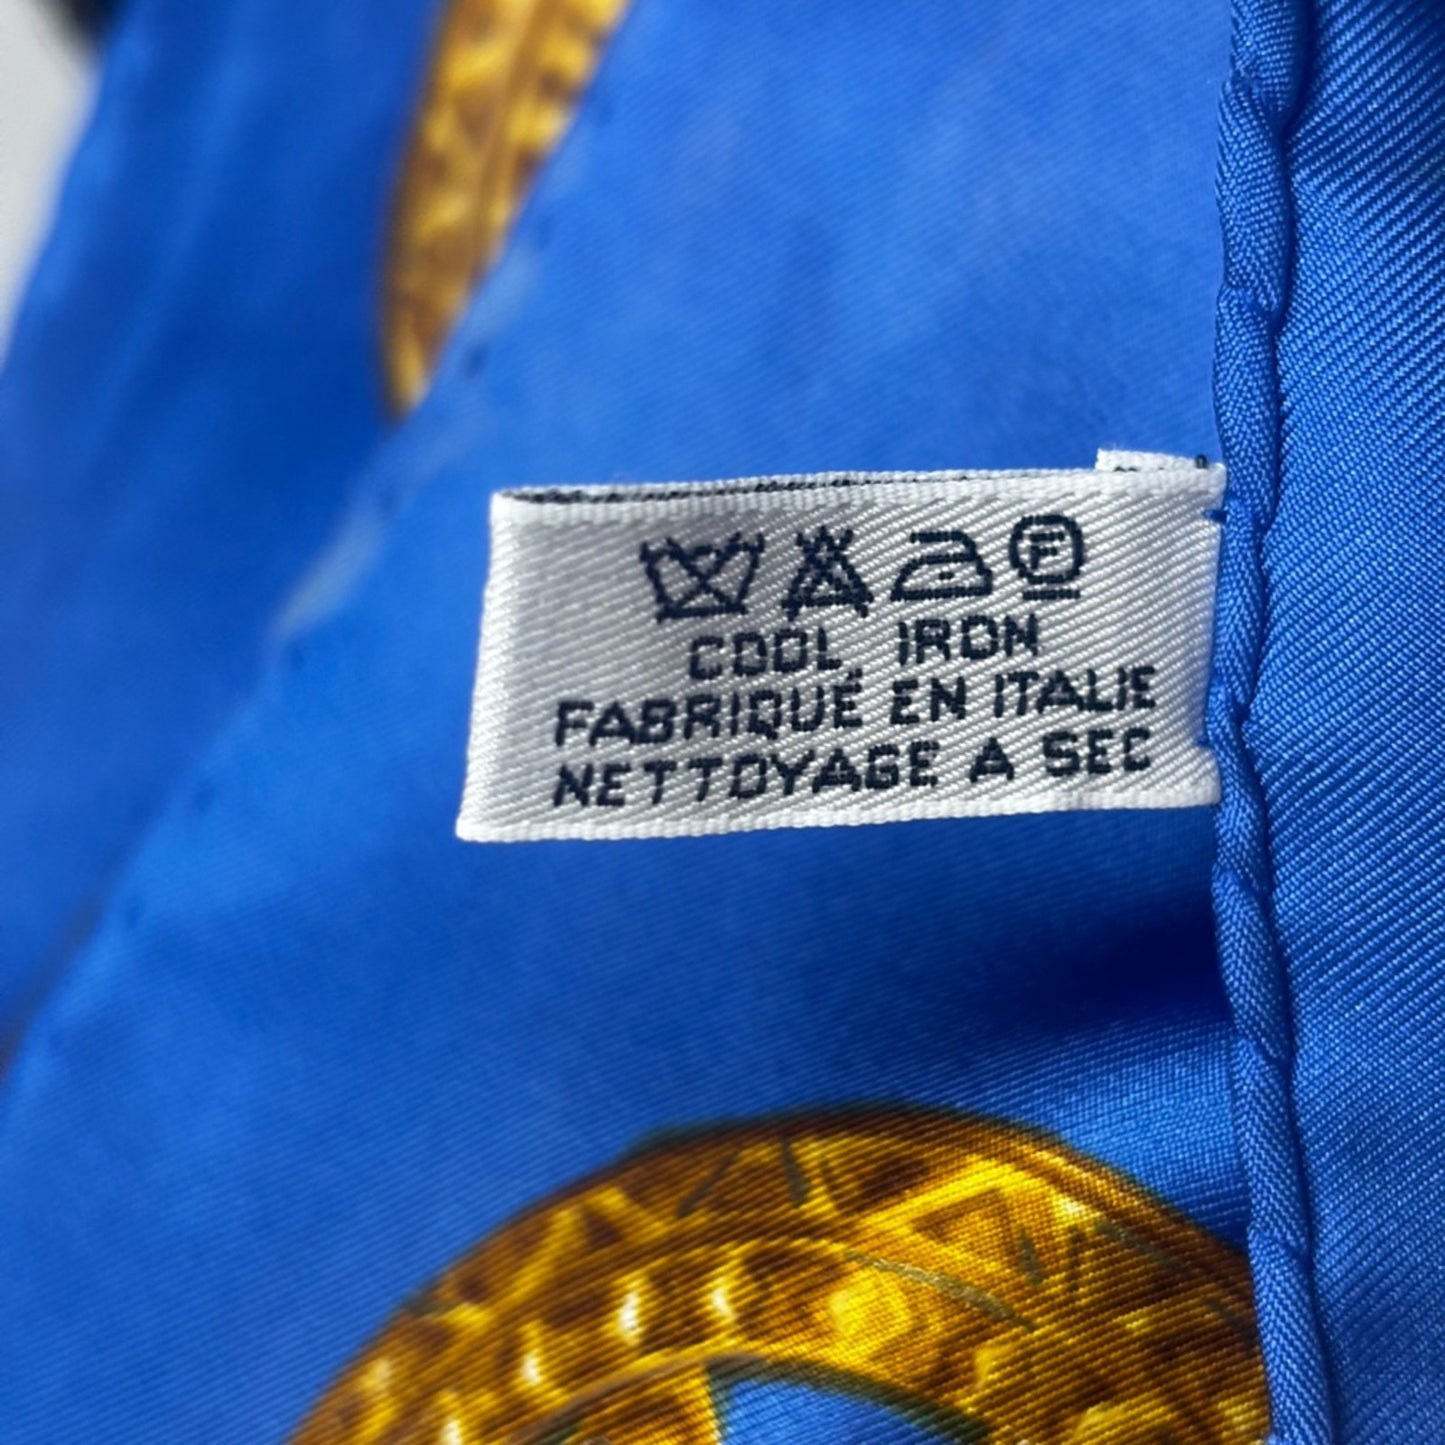 F
COOL IRON
FABRIQUÉ EN ITALIE
NETTOYAGE A SEC